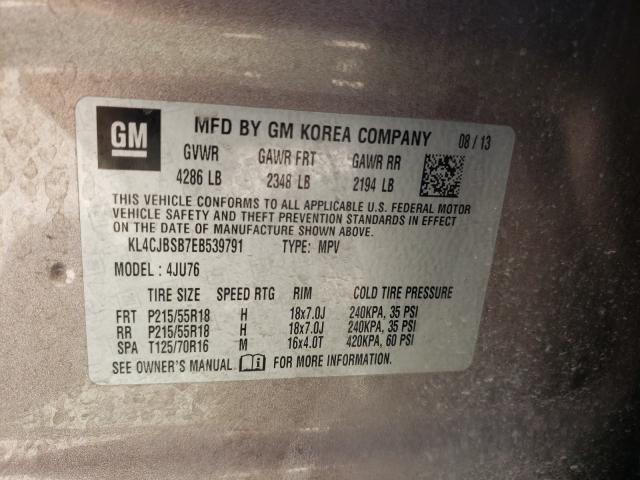 GM MFD BY GM KOREA COMPANY 08 / 13
GVWR GAWR FRT GAWR RR
4286 LB 2348 LB 2194 LB
THIS VEHICLE CONFORMS TO ALL APPLICABLE U.S. FEDERAL MOTOR
VEHICLE SAFETY AND THEFT PREVENTION STANDARDS IN EFFECT
ON THE DATE OF MANUFACTURE SHOWN ABOVE.
KL4CJBSB7EB539791 TYPE: MPV
MODEL : 4JU76
TIRE SIZE SPEED RTG RIM COLD TIRE PRESSURE
FRT P215/55R18 H 18x7.0J 240KPA, 35 PSI
RR P215/55R18 H 18x7.0J 240KPA, 35 PSI
SPA T125/70R16 M 16x4.0T 420KPA, 60 PSI
SEE OWNER'S MANUAL FOR MORE INFORMATION.